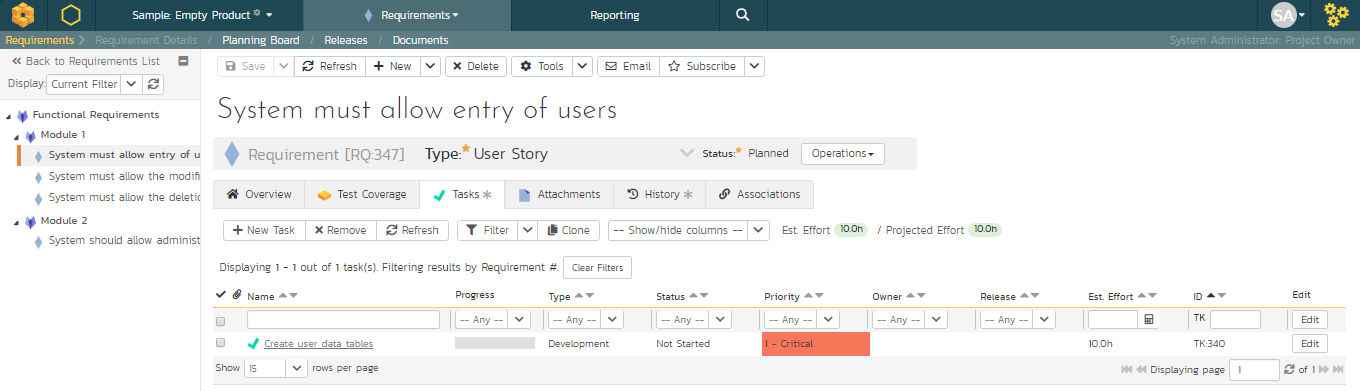 Sample: Empty Product Requirements Reporting SA
Requirements > Requirement Details / Planning Board / Releases / Documents System Administrator: Project Owner
Back to Requirements List
Display: Current Filter
Functional Requirements
Module 1
System must allow entry of u
System must allow the modifi
System must allow the deletio
Module 2
System should allow administ
Save Refresh New Delete Tools Email Subscribe
System must allow entry of users
Requirement [RQ:347] Type:* User Story Status:* Planned Operations
Overview Test Coverage Tasks Attachments History Associations
New Task Remove Refresh Filter Clone -- Show/hide columns -- Est. Effort 10.0h / Projected Effort 10.0h
Displaying 1 - 1 out of 1 task(s). Filtering results by Requirement #. Clear Filters
Name Progress Type Status Priority Owner Release Est. Effort ID Edit
-- Any -- -- Any -- -- Any -- -- Any -- -- Any -- -- Any -- TK Edit
Create user data tables Development Not Started 1 - Critical 10.0h TK:340 Edit
Show 15 rows per page Displaying page 1 of 1